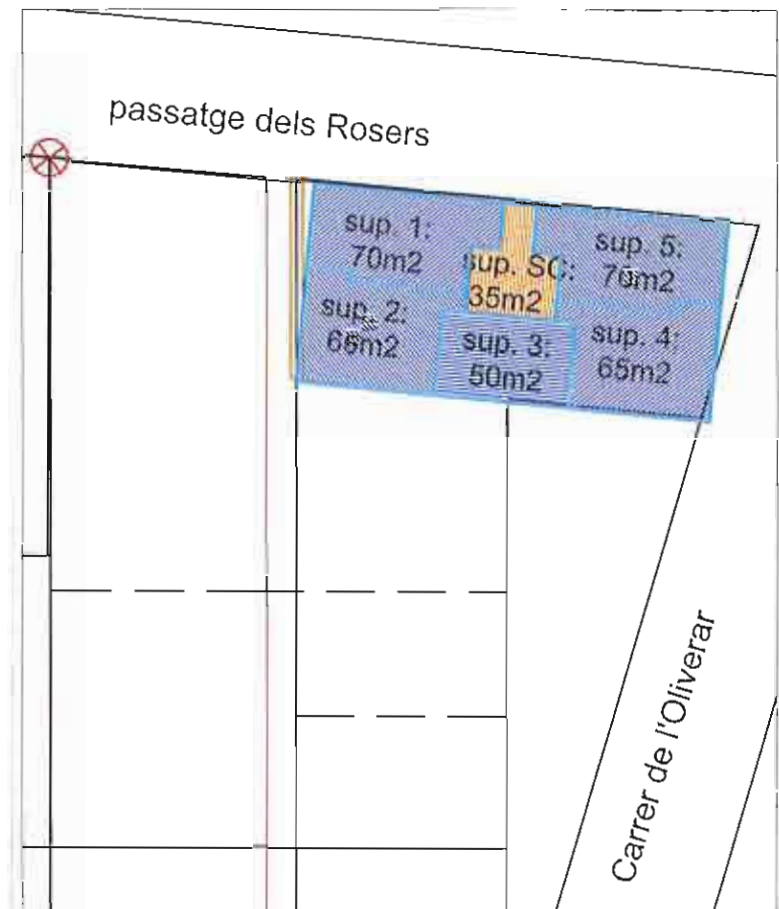 passatge dels Rosers
sup. 1:
70m2
sup. SC:
35m2
sup. 5:
70m2
sup. 2:
65m2
sup. 3:
50m2
sup. 4:
65m2
Carrer de l'Oliverar